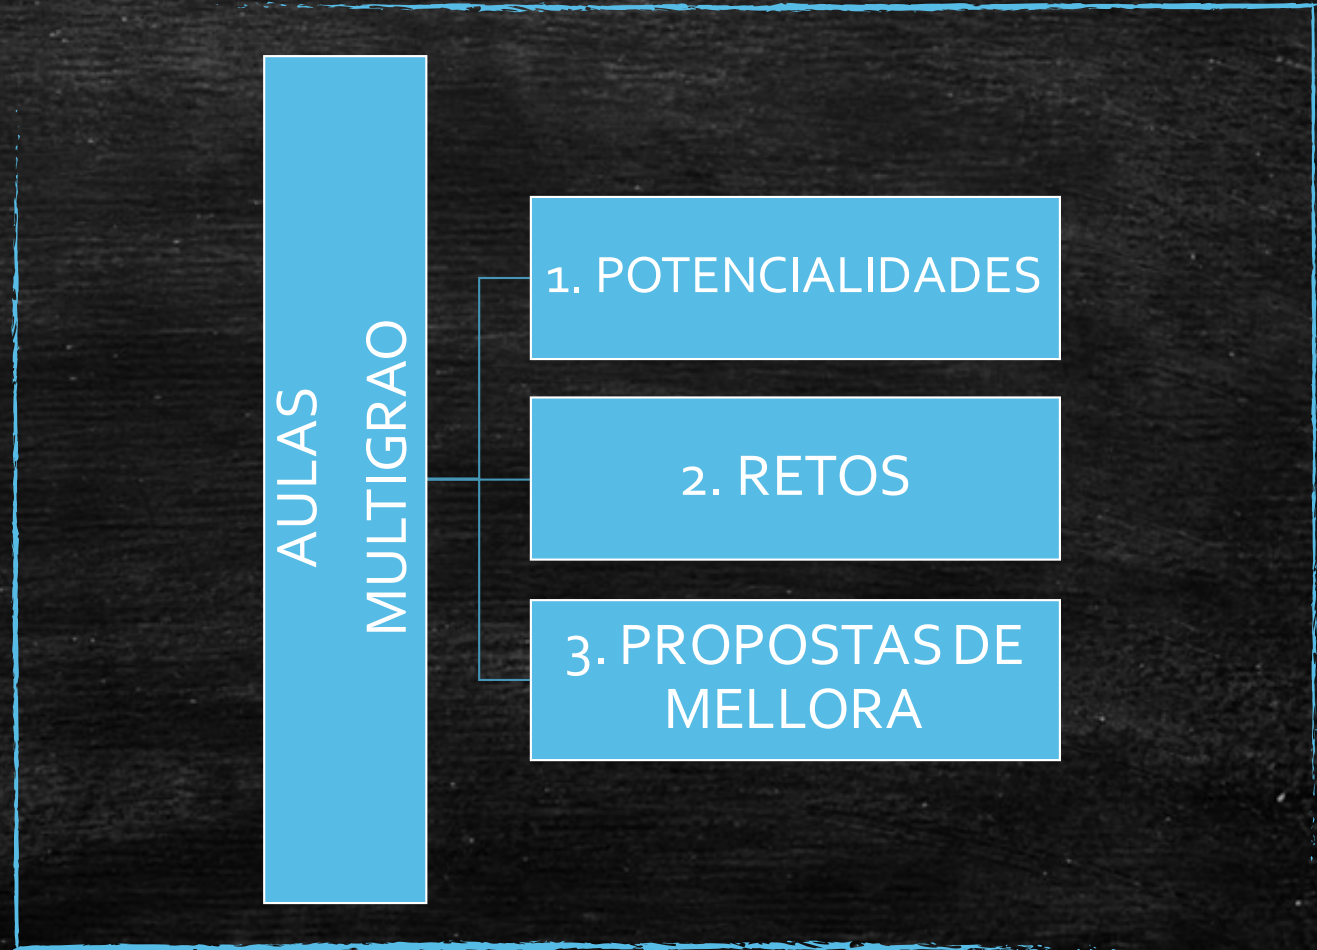 AULAS
MULTIGRAO
1. POTENCIALIDADES
2. RETOS
3. PROPOSTAS DE
MELLORA